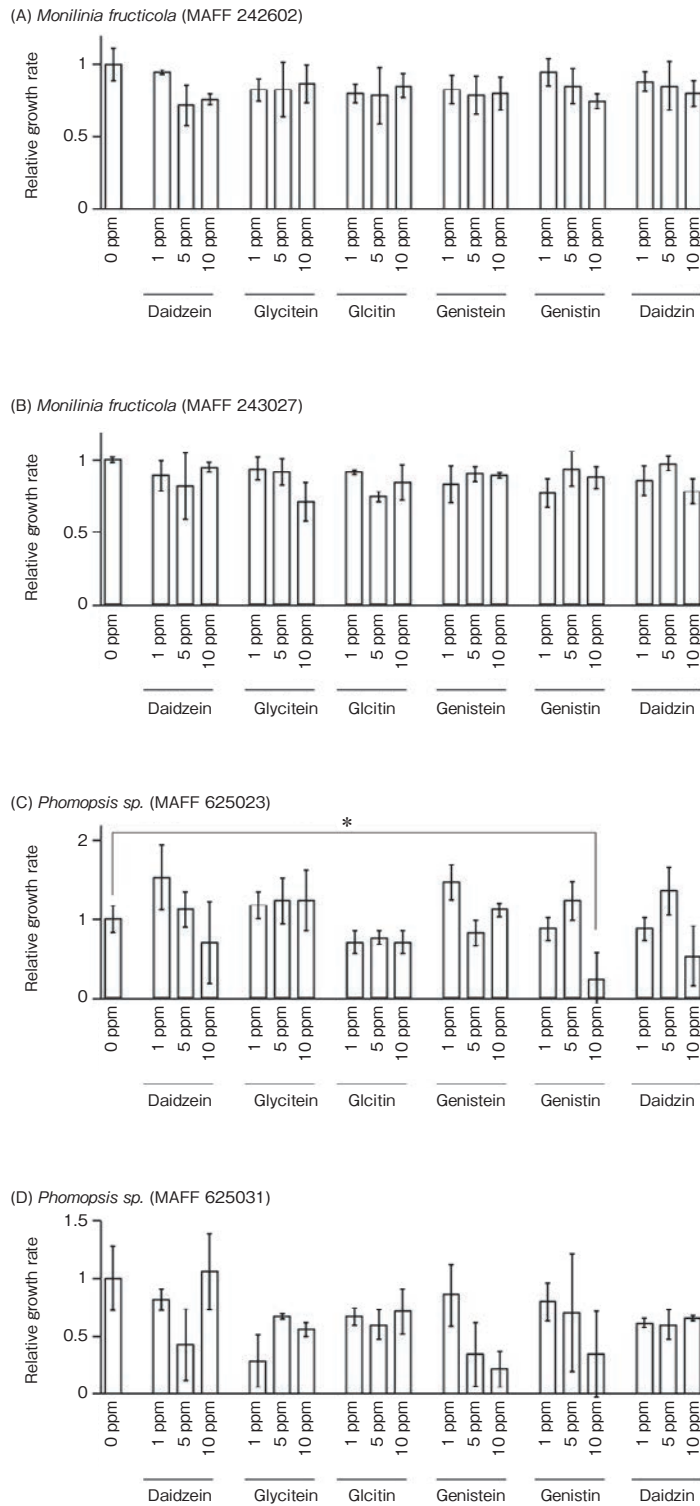 (A) Monilinia fructicola (MAFF 242602)
Relative growth rate
1
0.5
0
0 ppm 1 ppm 5 ppm 10 ppm 1 ppm 5 ppm 10 ppm 1 ppm 5 ppm 10 ppm 1 ppm 5 ppm 10 ppm 1 ppm 5 ppm 10 ppm 1 ppm 5 ppm 10 ppm
Daidzein Glycitein Glcitin Genistein Genistin Daidzin
(B) Monilinia fructicola (MAFF 243027)
Relative growth rate
1
0.5
0
0 ppm 1 ppm 5 ppm 10 ppm 1 ppm 5 ppm 10 ppm 1 ppm 5 ppm 10 ppm 1 ppm 5 ppm 10 ppm 1 ppm 5 ppm 10 ppm 1 ppm 5 ppm 10 ppm
Daidzein Glycitein Glcitin Genistein Genistin Daidzin
(C) Phomopsis sp. (MAFF 625023)
*
Relative growth rate
2
1
0
0 ppm 1 ppm 5 ppm 10 ppm 1 ppm 5 ppm 10 ppm 1 ppm 5 ppm 10 ppm 1 ppm 5 ppm 10 ppm 1 ppm 5 ppm 10 ppm 1 ppm 5 ppm 10 ppm
Daidzein Glycitein Glcitin Genistein Genistin Daidzin
(D) Phomopsis sp. (MAFF 625031)
Relative growth rate
1.5
1
0.5
0
0 ppm 1 ppm 5 ppm 10 ppm 1 ppm 5 ppm 10 ppm 1 ppm 5 ppm 10 ppm 1 ppm 5 ppm 10 ppm 1 ppm 5 ppm 10 ppm 1 ppm 5 ppm 10 ppm
Daidzein Glycitein Glcitin Genistein Genistin Daidzin